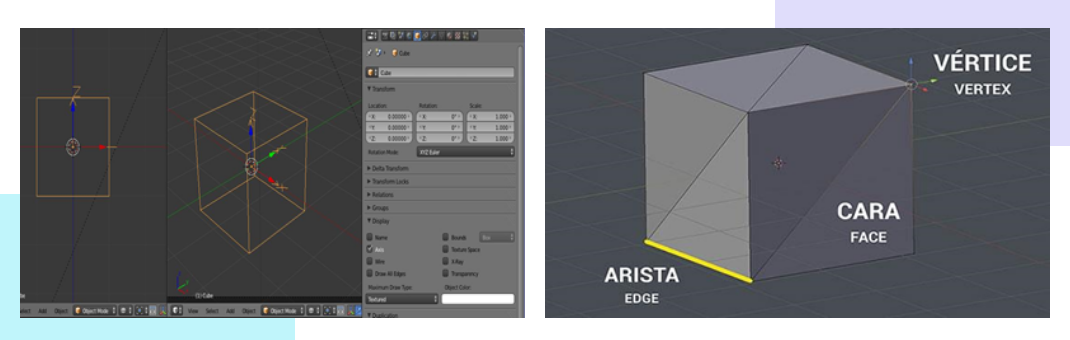 Cube
Cube
Transform
Location:
Rotation:
Scale:
X: 0.00000
X: 0°
X: 1.000
Y: 0.00000
Y: 0°
Y: 1.000
Z: 0.00000
Z: 0°
Z: 1.000
Rotation Mode:
XYZ Euler
Delta Transform
Transform Locks
Relations
Groups
Display
Name
Bounds
Box
Axis
Texture Space
Wire
X-Ray
Draw All Edges
Transparency
Maximum Draw Type:
Object Color:
Textured
Duplication
(1) Cube
Add
Object
Object Mode
View
Select
Add
Object
Object Mode
Z
VÉRTICE
VERTEX
CARA
FACE
ARISTA
EDGE